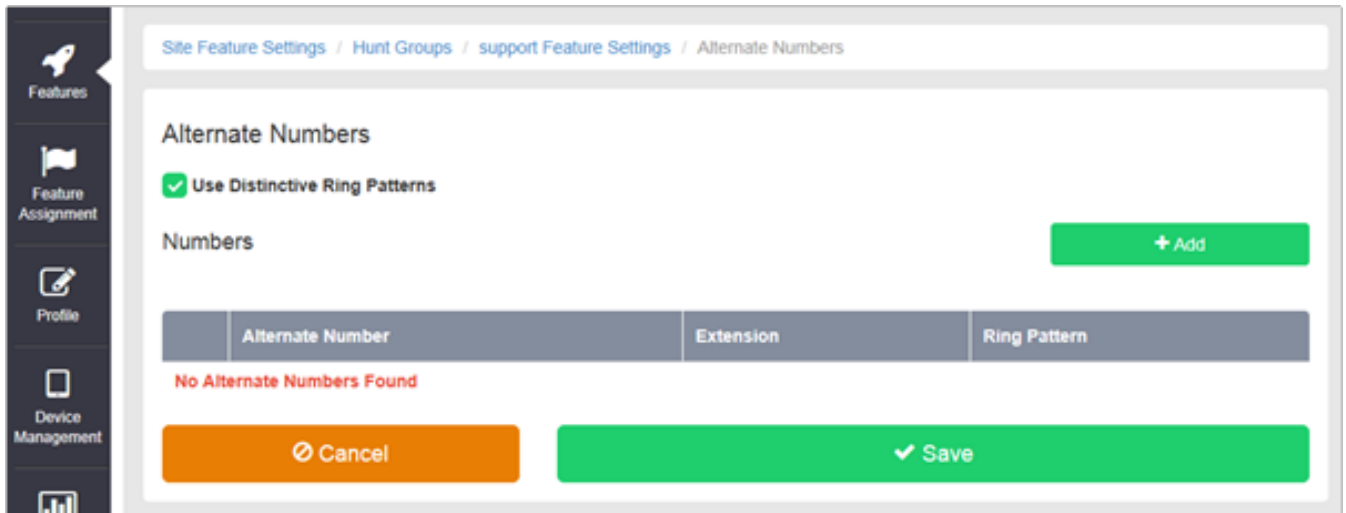 Site Feature Settings / Hunt Groups / support Feature Settings / Alternate Numbers
Features
Feature
Assignment
Profile
Device
Management
Alternate Numbers
Use Distinctive Ring Patterns
Numbers
+ Add
Alternate Number Extension Ring Pattern
No Alternate Numbers Found
Cancel
Save